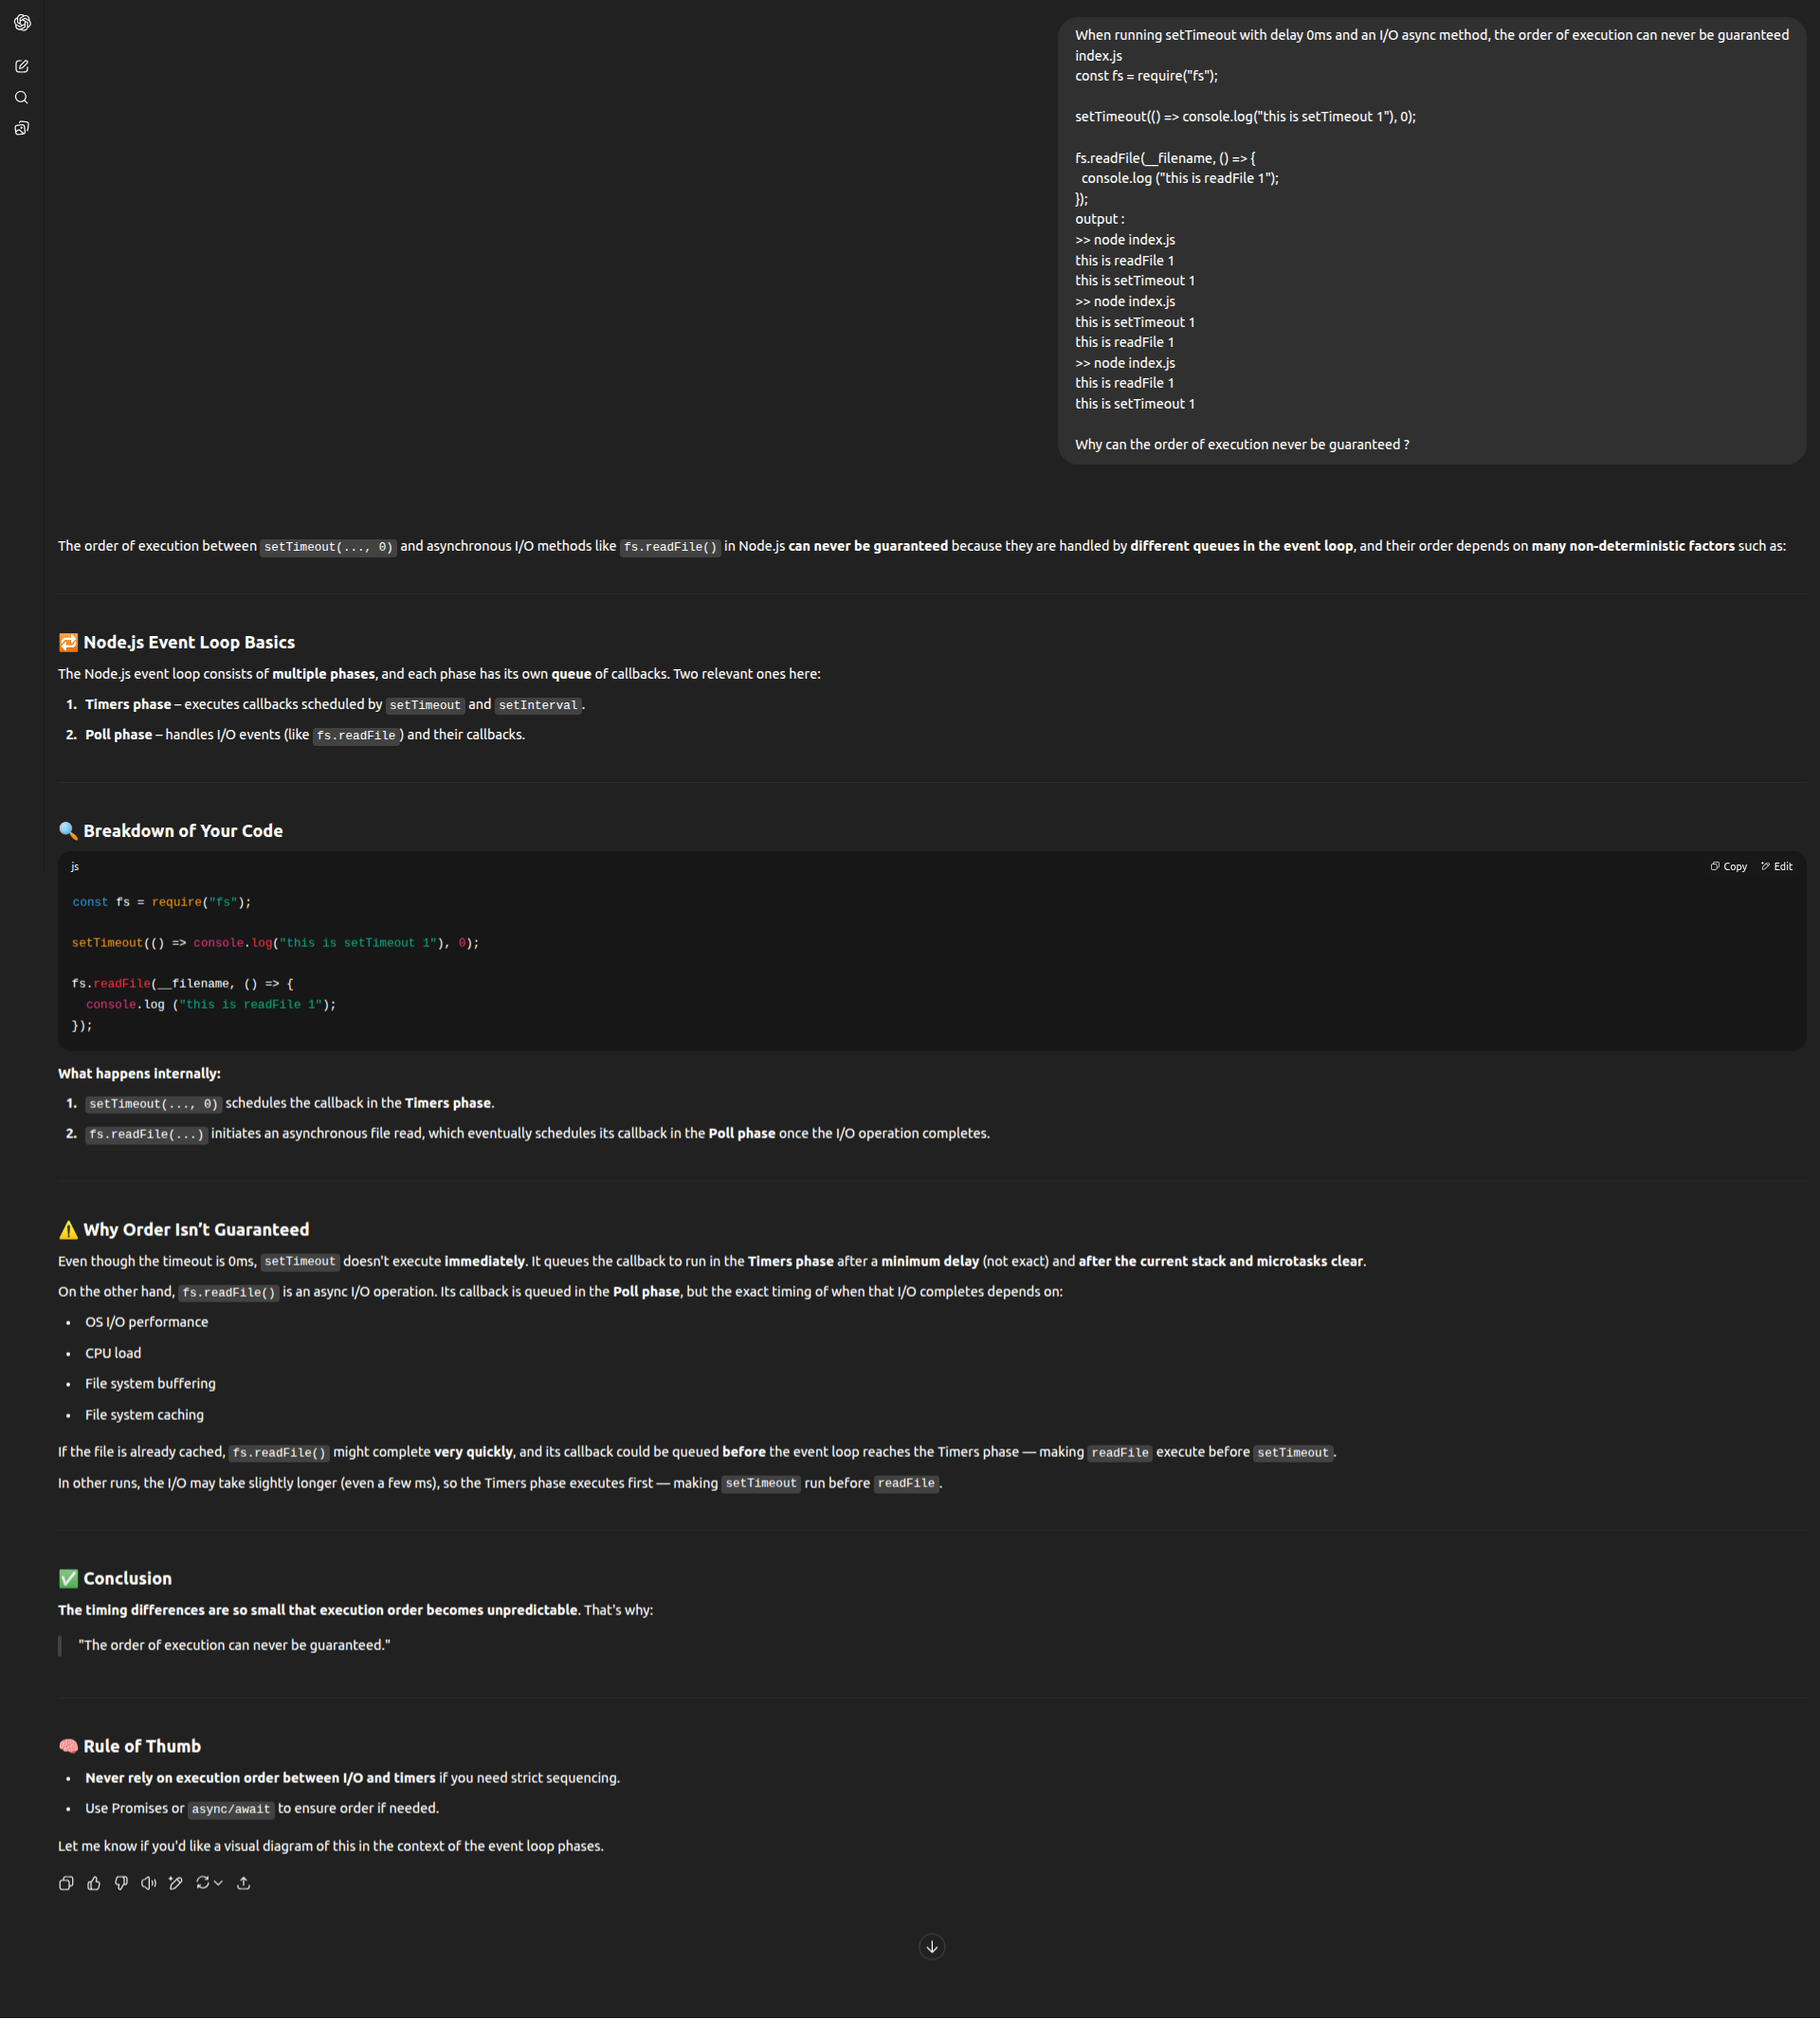 When running setTimeout with delay 0ms and an I/O async method, the order of execution can never be guaranteed
index.js
const fs = require("fs");
setTimeout(() => console.log("this is setTimeout 1"), 0);
fs.readFile(__filename, () => {
  console.log ("this is readFile 1");
});
output :
>> node index.js
this is readFile 1
this is setTimeout 1
>> node index.js
this is setTimeout 1
this is readFile 1
>> node index.js
this is readFile 1
this is setTimeout 1
Why can the order of execution never be guaranteed ?
The order of execution between setTimeout(..., 0) and asynchronous I/O methods like fs.readFile() in Node.js can never be guaranteed because they are handled by different queues in the event loop, and their order depends on many non-deterministic factors such as:
🔁 Node.js Event Loop Basics
The Node.js event loop consists of multiple phases, and each phase has its own queue of callbacks. Two relevant ones here:
1. Timers phase – executes callbacks scheduled by setTimeout and setInterval.
2. Poll phase – handles I/O events (like fs.readFile) and their callbacks.
🔍 Breakdown of Your Code
js Copy Edit
const fs = require("fs");
setTimeout(() => console.log("this is setTimeout 1"), 0);
fs.readFile(__filename, () => {
  console.log ("this is readFile 1");
});
What happens internally:
1. setTimeout(..., 0) schedules the callback in the Timers phase.
2. fs.readFile(...) initiates an asynchronous file read, which eventually schedules its callback in the Poll phase once the I/O operation completes.
⚠️ Why Order Isn’t Guaranteed
Even though the timeout is 0ms, setTimeout doesn't execute immediately. It queues the callback to run in the Timers phase after a minimum delay (not exact) and after the current stack and microtasks clear.
On the other hand, fs.readFile() is an async I/O operation. Its callback is queued in the Poll phase, but the exact timing of when that I/O completes depends on:
• OS I/O performance
• CPU load
• File system buffering
• File system caching
If the file is already cached, fs.readFile() might complete very quickly, and its callback could be queued before the event loop reaches the Timers phase — making readFile execute before setTimeout.
In other runs, the I/O may take slightly longer (even a few ms), so the Timers phase executes first — making setTimeout run before readFile.
✅ Conclusion
The timing differences are so small that execution order becomes unpredictable. That's why:
"The order of execution can never be guaranteed."
🧠 Rule of Thumb
• Never rely on execution order between I/O and timers if you need strict sequencing.
• Use Promises or async/await to ensure order if needed.
Let me know if you'd like a visual diagram of this in the context of the event loop phases.